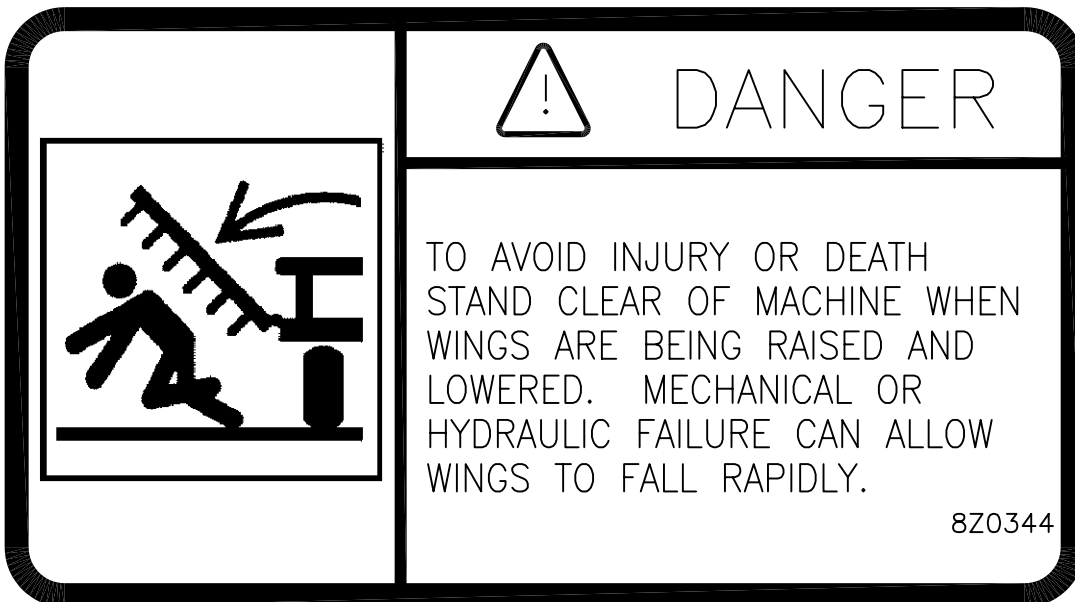 ! DANGER
TO AVOID INJURY OR DEATH
STAND CLEAR OF MACHINE WHEN
WINGS ARE BEING RAISED AND
LOWERED. MECHANICAL OR
HYDRAULIC FAILURE CAN ALLOW
WINGS TO FALL RAPIDLY.
8Z0344